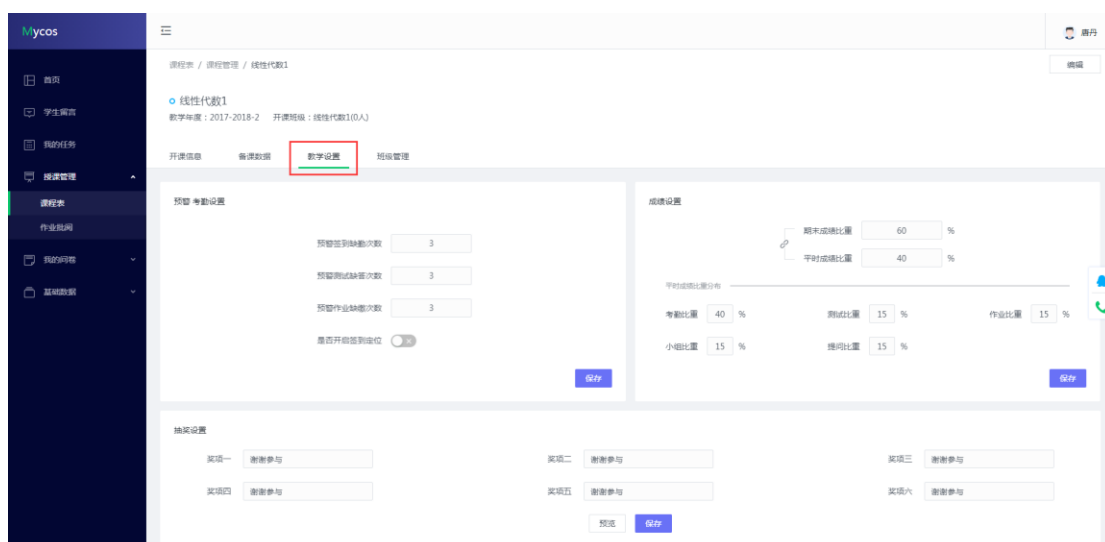 Mycos
唐丹
首页
学生留言
我的任务
授课管理
课程表
作业批阅
我的问卷
基础数据
课程表 / 课程管理 / 线性代数1
编辑
线性代数1
教学年度：2017-2018-2 开课班级：线性代数1(0人)
开课信息 备课数据 教学设置 班级管理
预警 考勤设置
预警签到缺勤次数 3
预警测试缺答次数 3
预警作业缺缴次数 3
是否开启签到定位
保存
成绩设置
期末成绩比重 60 %
平时成绩比重 40 %
平时成绩比重分布
考勤比重 40 % 测试比重 15 % 作业比重 15 %
小组比重 15 % 提问比重 15 %
保存
抽奖设置
奖项一 谢谢参与 奖项二 谢谢参与 奖项三 谢谢参与
奖项四 谢谢参与 奖项五 谢谢参与 奖项六 谢谢参与
预览 保存